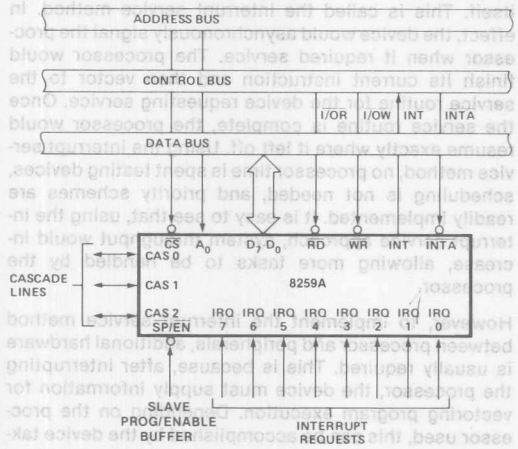 ADDRESS BUS
CONTROL BUS
I/OR I/OW INT INTA
DATA BUS
CS A0 D7-D0 RD WR INT INTA
CAS 0
CASCADE LINES
CAS 1
8259A
CAS 2
SP/EN
IRQ 7 IRQ 6 IRQ 5 IRQ 4 IRQ 3 IRQ 2 IRQ 1 IRQ 0
SLAVE PROG/ENABLE BUFFER
INTERRUPT REQUESTS
itself. This is called the interrupt service method. In
effect, the device would asynchronously signal the proc-
essor when it required service. The processor would
finish its current instruction and then vector to the
service routine for the device requesting service. Once
the service routine is complete, the processor would
resume exactly where it left off. Using the interrupt ser-
vice method, no processor time is spent testing devices,
scheduling is not needed, and priority schemes are
readily implemented. It is easy to see that, using the in-
terrupt service approach, system throughput would in-
crease, allowing more tasks to be handled by the
processor.
However, to implement the interrupt service method
between processor and peripherals, additional hardware
is usually required. This is because, after interrupting
the processor, the device must supply information for
vectoring program execution. Depending on the proc-
essor used, this can be accomplished by the device tak-